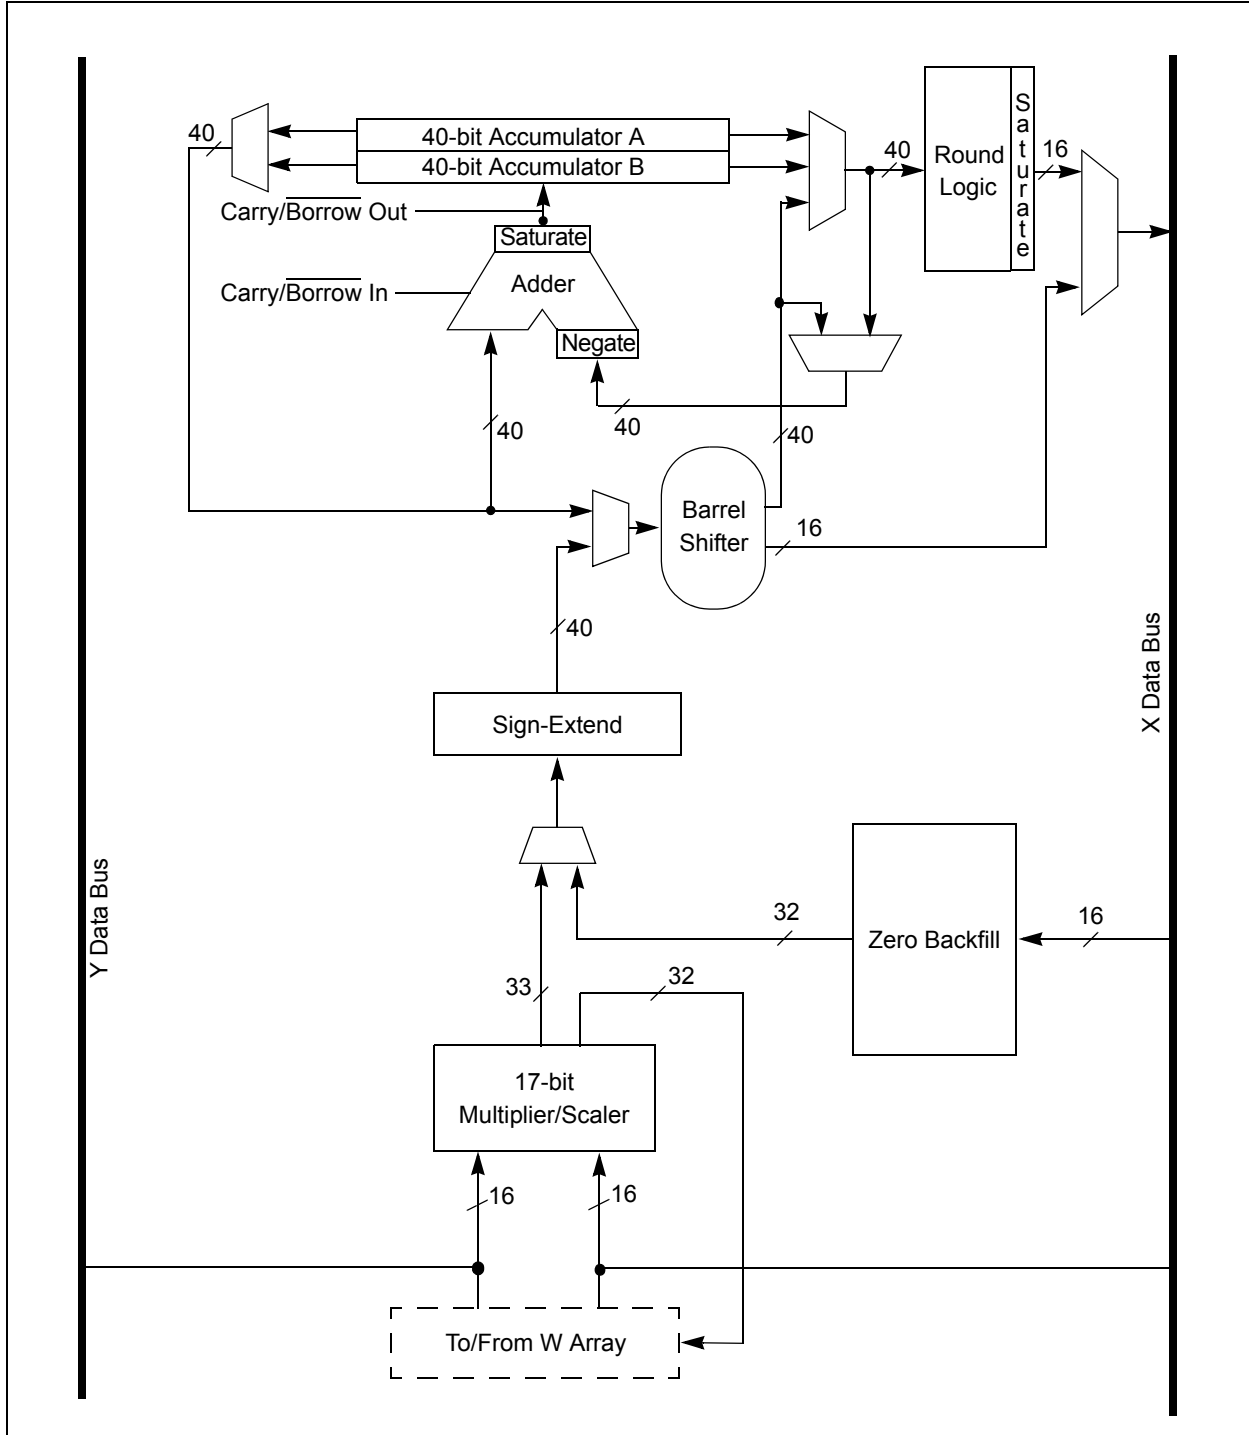 40
40-bit Accumulator A
40-bit Accumulator B
Carry/Borrow Out
Saturate
Carry/Borrow In
Adder
Negate
40
Round
Logic
Saturate
16
40
40
40
Barrel
Shifter
16
40
Sign-Extend
X Data Bus
Y Data Bus
32
Zero Backfill
16
33
32
17-bit
Multiplier/Scaler
16
16
To/From W Array